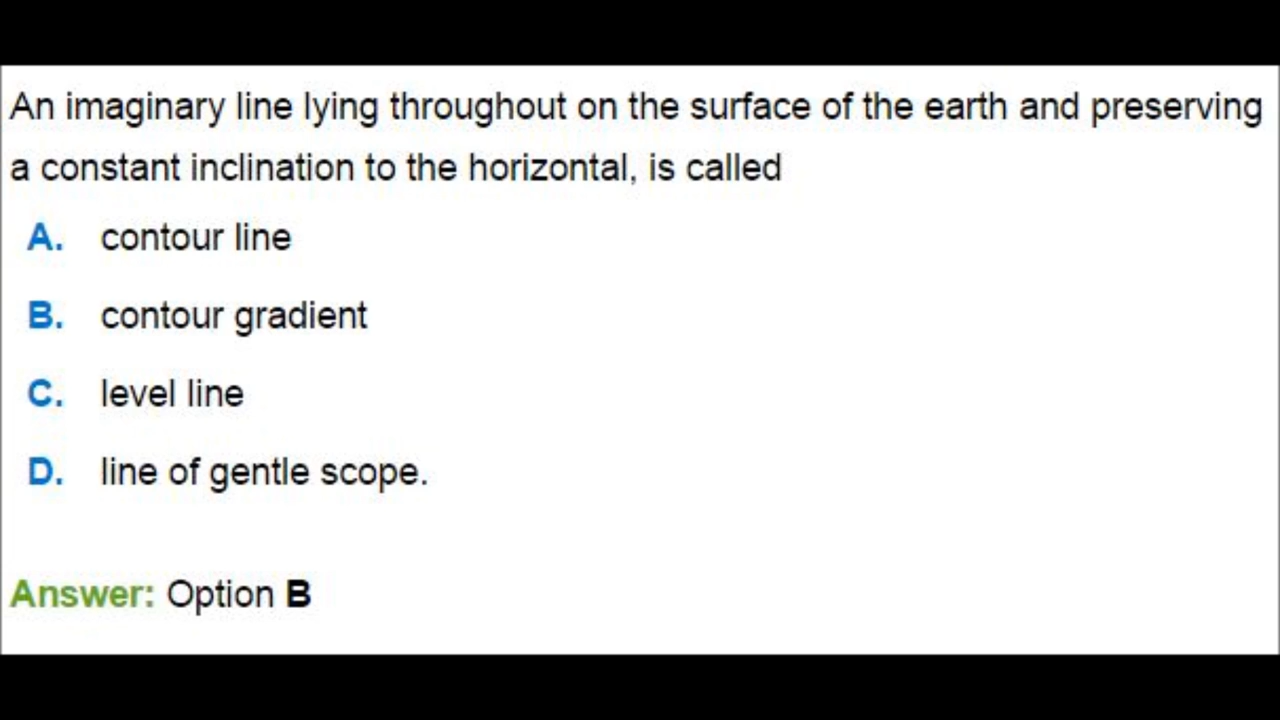 An imaginary line lying throughout on the surface of the earth and preserving
a constant inclination to the horizontal, is called
A. contour line
B. contour gradient
C. level line
D. line of gentle scope.
Answer: Option B